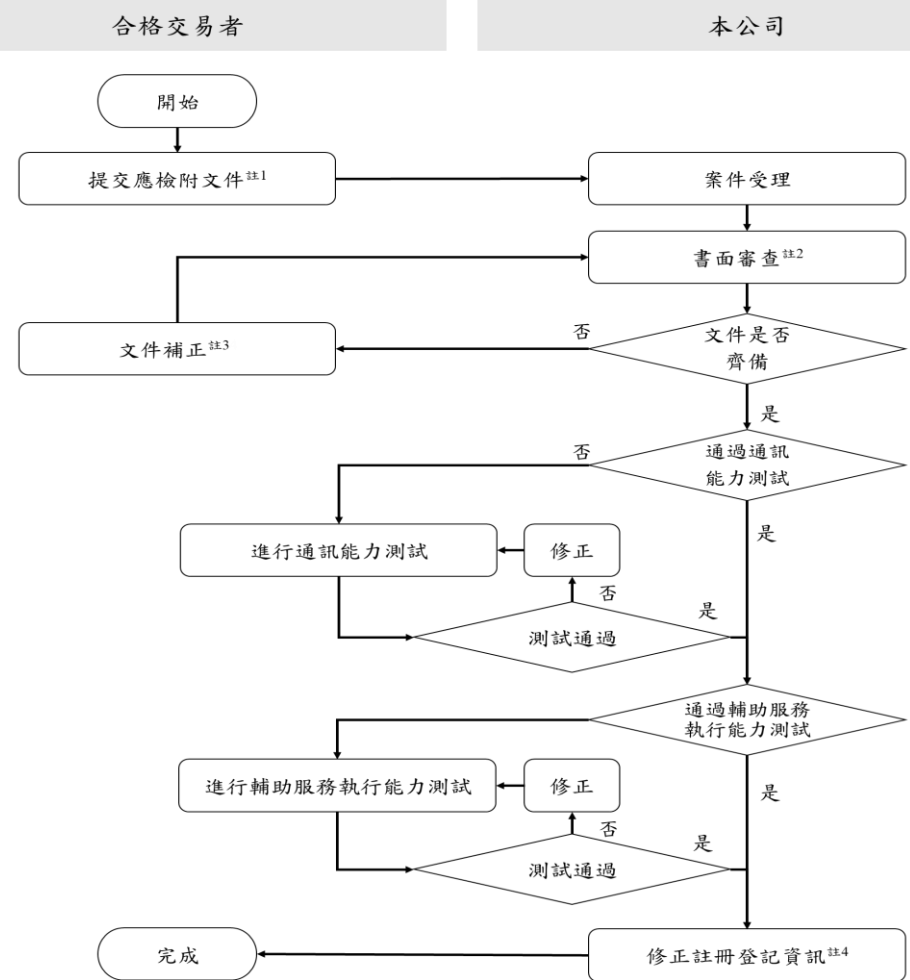 合格交易者
本公司
開始
提交應檢附文件註1
案件受理
書面審查註2
文件補正註3
否
文件是否
齊備
是
否
通過通訊
能力測試
是
進行通訊能力測試
修正
否
是
測試通過
通過輔助服務
執行能力測試
進行輔助服務執行能力測試
修正
是
否
是
測試通過
完成
修正註冊登記資訊註4